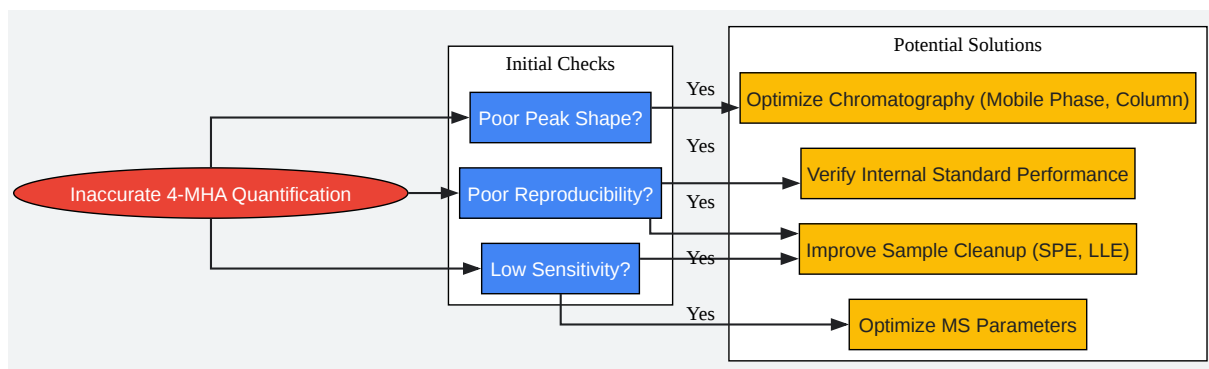 Potential Solutions
Initial Checks
Yes
Optimize Chromatography (Mobile Phase, Column)
Poor Peak Shape?
Yes
Verify Internal Standard Performance
Inaccurate 4-MHA Quantification
Poor Reproducibility?
Yes
Improve Sample Cleanup (SPE, LLE)
Low Sensitivity?
Yes
Yes
Optimize MS Parameters